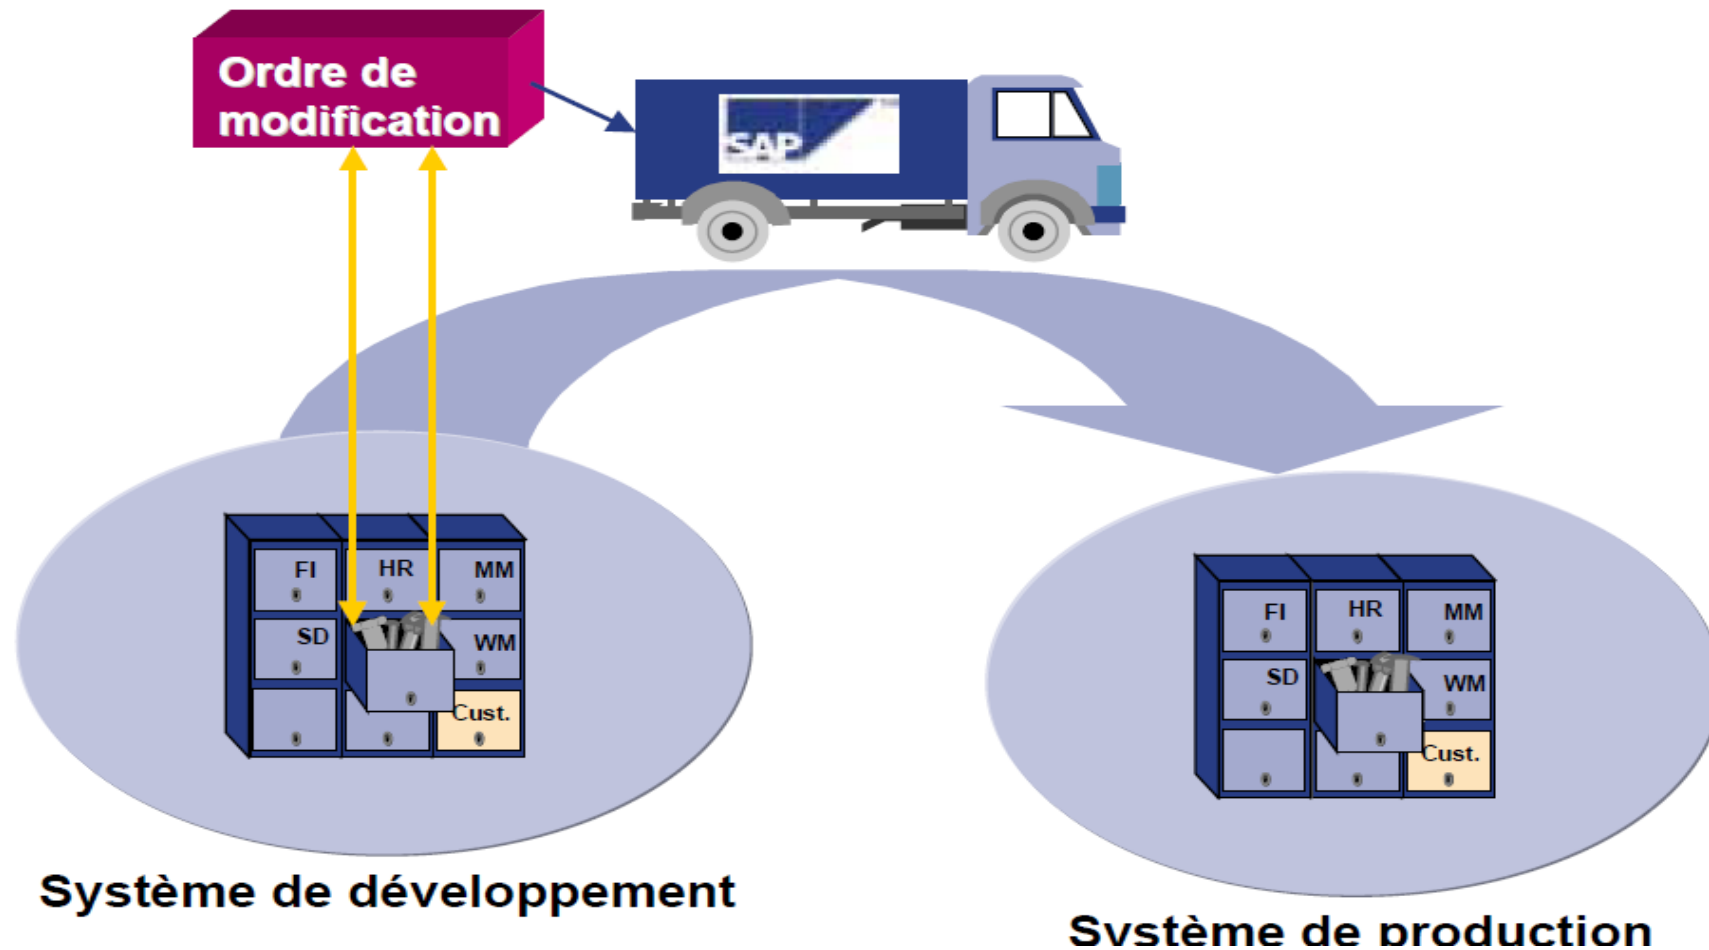 Ordre de
modification
SAP
FI
HR
MM
SD
WM
Cust.
FI
HR
MM
SD
WM
Cust.
Système de développement
Système de production